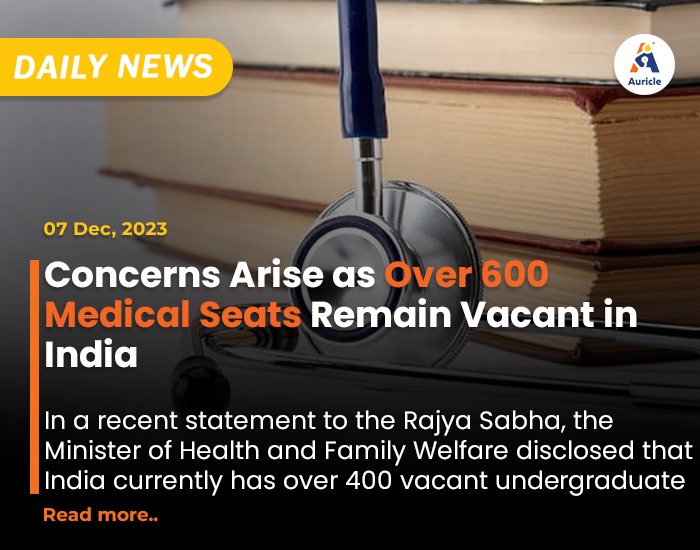 DAILY NEWS
Auricle
07 Dec, 2023
Concerns Arise as Over 600
Medical Seats Remain Vacant in
India
In a recent statement to the Rajya Sabha, the
Minister of Health and Family Welfare disclosed that
India currently has over 400 vacant undergraduate
Read more..